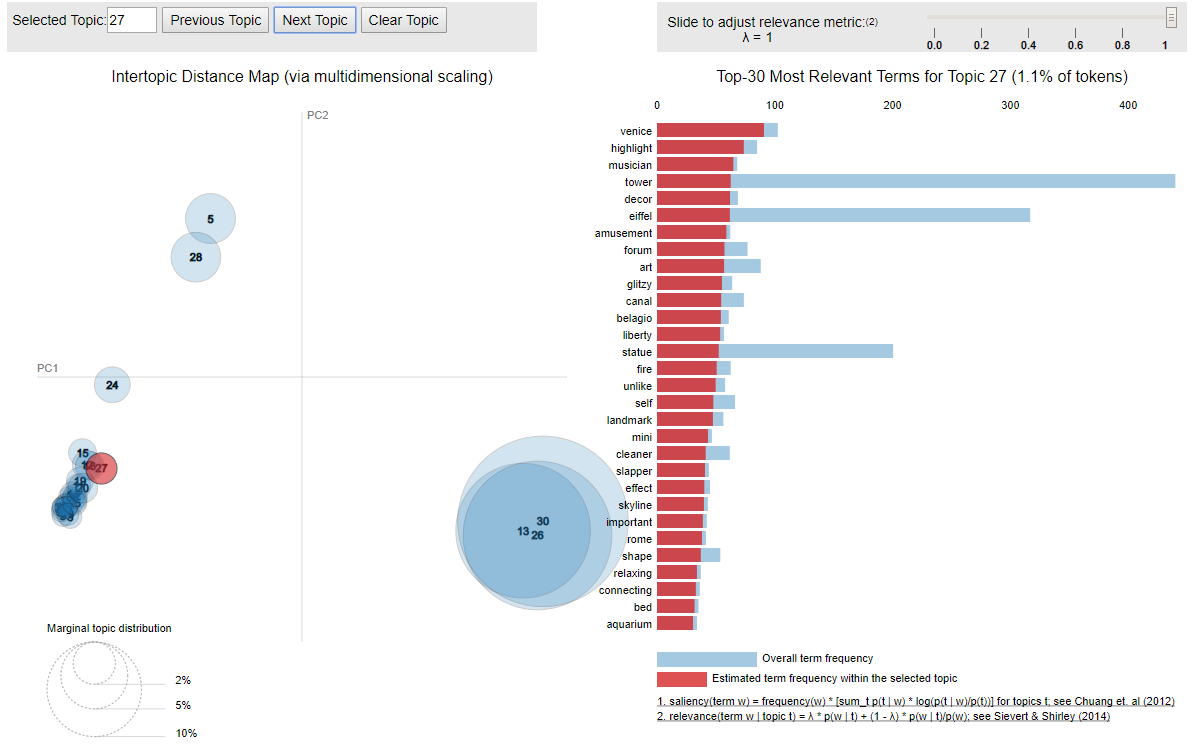 Selected Topic: 27 Previous Topic Next Topic Clear Topic
Slide to adjust relevance metric:(2)
λ = 1
0.0 0.2 0.4 0.6 0.8 1
Intertopic Distance Map (via multidimensional scaling)
PC2
5
28
PC1
24
15
27
19
20
30
13
26
Marginal topic distribution
2%
5%
10%
Top-30 Most Relevant Terms for Topic 27 (1.1% of tokens)
0 100 200 300 400
venice
highlight
musician
tower
decor
eiffel
amusement
forum
art
glitzy
canal
belagio
liberty
statue
fire
unlike
self
landmark
mini
cleaner
slapper
effect
skyline
important
rome
shape
relaxing
connecting
bed
aquarium
Overall term frequency
Estimated term frequency within the selected topic
1. saliency(term w) = frequency(w) * [sum_t p(t | w) * log(p(t | w)/p(t))] for topics t; see Chuang et. al (2012)
2. relevance(term w | topic t) = λ * p(w | t) + (1 - λ) * p(w | t)/p(w); see Sievert & Shirley (2014)